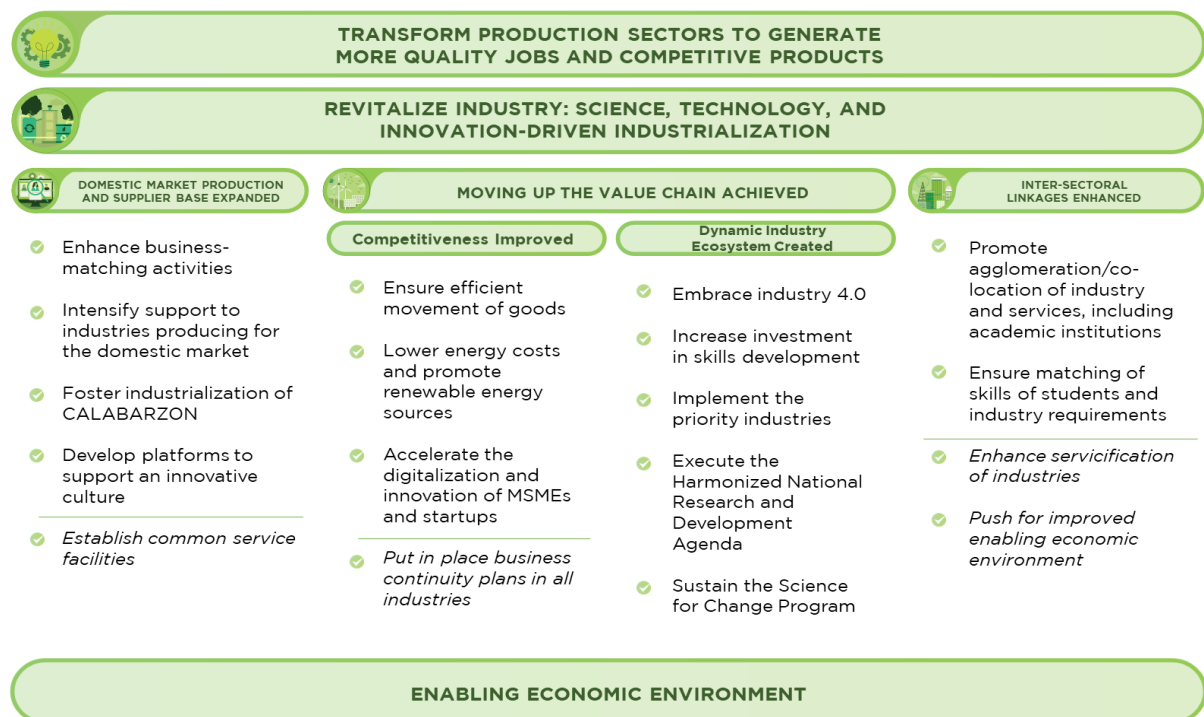 TRANSFORM PRODUCTION SECTORS TO GENERATE
MORE QUALITY JOBS AND COMPETITIVE PRODUCTS
REVITALIZE INDUSTRY: SCIENCE, TECHNOLOGY, AND
INNOVATION-DRIVEN INDUSTRIALIZATION
DOMESTIC MARKET PRODUCTION
AND SUPPLIER BASE EXPANDED
Enhance business-
matching activities
Intensify support to
industries producing for
the domestic market
Foster industrialization of
CALABARZON
Develop platforms to
support an innovative
culture
Establish common service
facilities
MOVING UP THE VALUE CHAIN ACHIEVED
Competitiveness Improved
Ensure efficient
movement of goods
Lower energy costs
and promote
renewable energy
sources
Accelerate the
digitalization and
innovation of MSMEs
and startups
Put in place business
continuity plans in all
industries
Dynamic Industry
Ecosystem Created
Embrace industry 4.0
Increase investment
in skills development
Implement the
priority industries
Execute the
Harmonized National
Research and
Development
Agenda
Sustain the Science
for Change Program
INTER-SECTORAL
LINKAGES ENHANCED
Promote
agglomeration/co-
location of industry
and services, including
academic institutions
Ensure matching of
skills of students and
industry requirements
Enhance servicification
of industries
Push for improved
enabling economic
environment
ENABLING ECONOMIC ENVIRONMENT